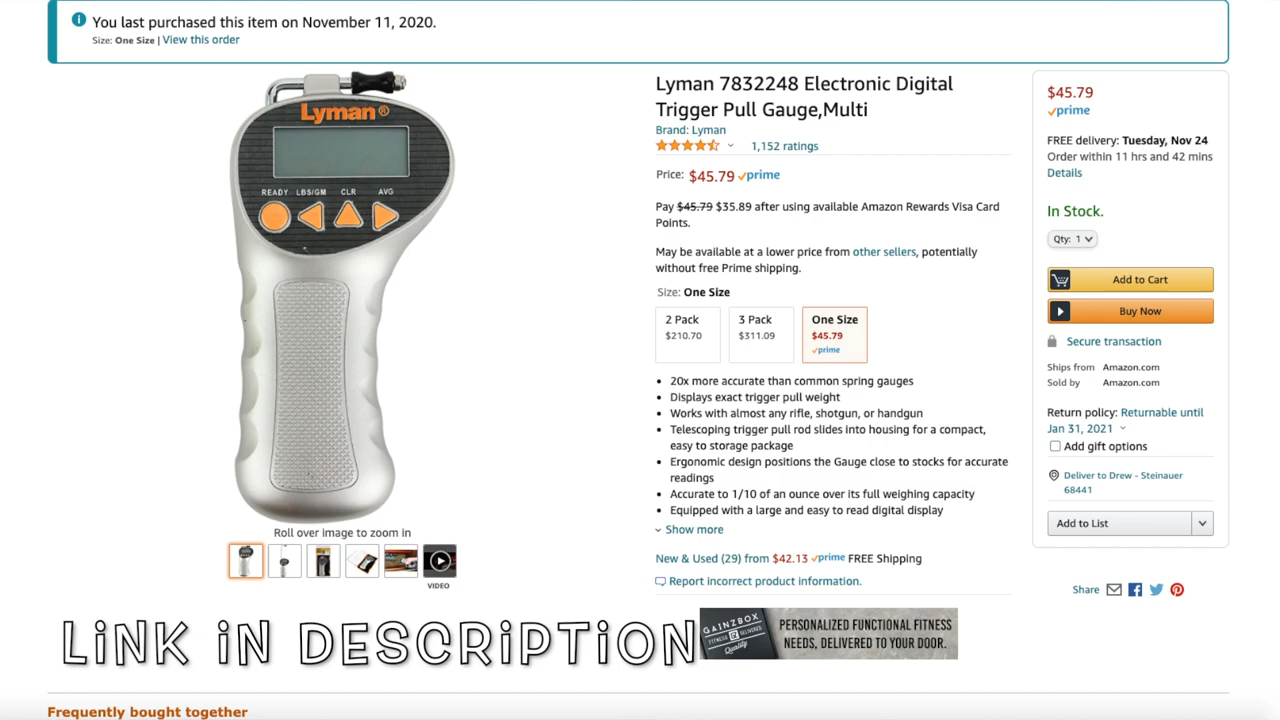 You last purchased this item on November 11, 2020.
Size: One Size | View this order
Lyman®
READY LBS/GM CLR AVG
Roll over image to zoom in
VIDEO
Lyman 7832248 Electronic Digital
Trigger Pull Gauge,Multi
Brand: Lyman
1,152 ratings
Price: $45.79 prime
Pay $45.79 $35.89 after using available Amazon Rewards Visa Card
Points.
May be available at a lower price from other sellers, potentially
without free Prime shipping.
Size: One Size
2 Pack
$210.70
3 Pack
$311.09
One Size
$45.79
prime
• 20x more accurate than common spring gauges
• Displays exact trigger pull weight
• Works with almost any rifle, shotgun, or handgun
• Telescoping trigger pull rod slides into housing for a compact,
easy to storage package
• Ergonomic design positions the Gauge close to stocks for accurate
readings
• Accurate to 1/10 of an ounce over its full weighing capacity
• Equipped with a large and easy to read digital display
Show more
New & Used (29) from $42.13 prime FREE Shipping
Report incorrect product information.
$45.79
prime
FREE delivery: Tuesday, Nov 24
Order within 11 hrs and 42 mins
Details
In Stock.
Qty: 1
Add to Cart
Buy Now
Secure transaction
Ships from Amazon.com
Sold by Amazon.com
Return policy: Returnable until
Jan 31, 2021
Add gift options
Deliver to Drew - Steinauer
68441
Add to List
Share
LiNK iN DESCRiPTiON
GAINZBOX
FITNESS DELIVERED
Quality
PERSONALIZED FUNCTIONAL FITNESS
NEEDS, DELIVERED TO YOUR DOOR.
Frequently bought together